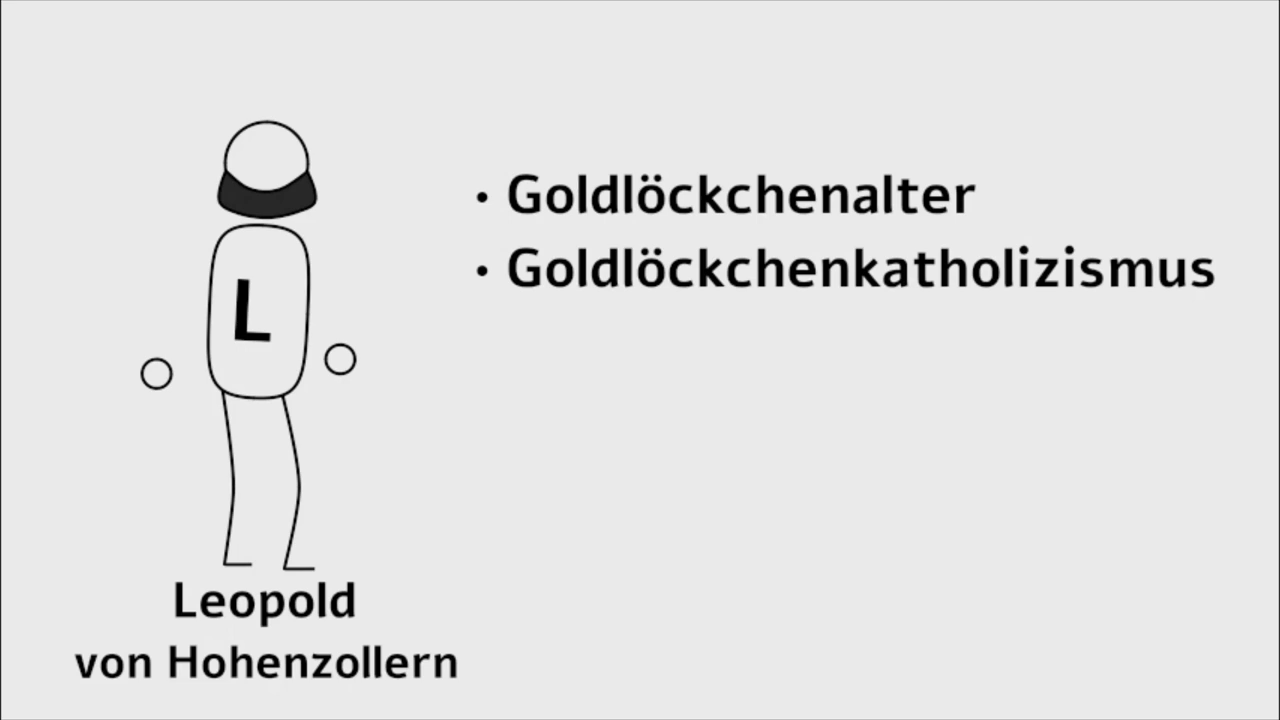 • Goldlöckchenalter
• Goldlöckchenkatholizismus
L
Leopold
von Hohenzollern